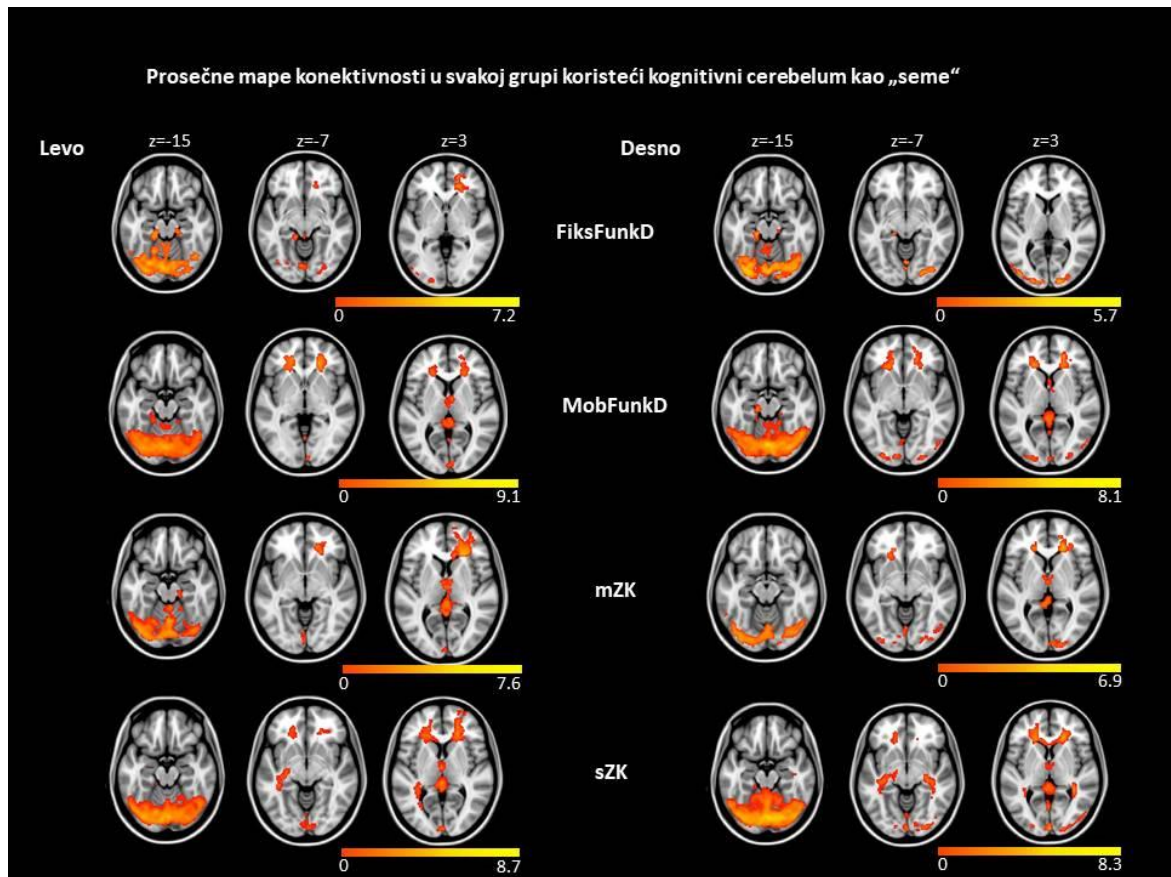 Prosečne mape konektivnosti u svakoj grupi koristeći kognitivni cerebelum kao „seme“
Levo z=-15 z=-7 z=3 Desno z=-15 z=-7 z=3
FiksFunkD
0 7.2 0 5.7
MobFunkD
0 9.1 0 8.1
mZK
0 7.6 0 6.9
sZK
0 8.7 0 8.3